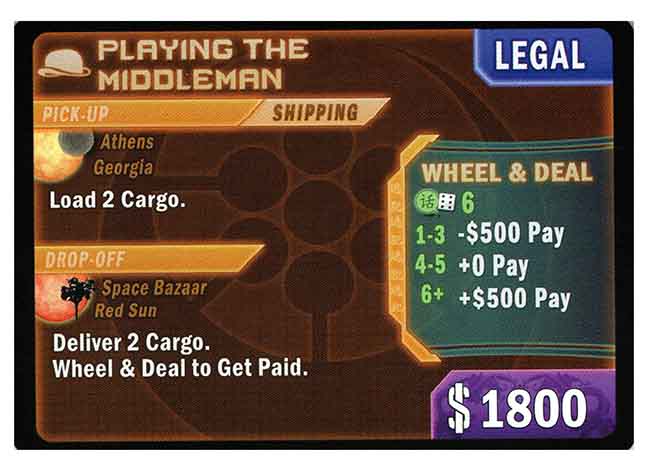 PLAYING THE
MIDDLEMAN
LEGAL
PICK-UP
SHIPPING
Athens
Georgia
Load 2 Cargo.
WHEEL & DEAL
话 6
1-3 -$500 Pay
4-5 +0 Pay
6+ +$500 Pay
DROP-OFF
Space Bazaar
Red Sun
Deliver 2 Cargo.
Wheel & Deal to Get Paid.
$1800